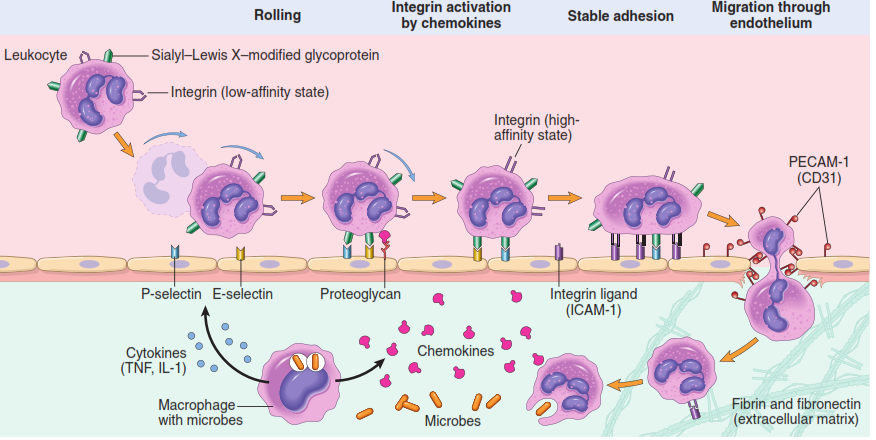 Rolling
Integrin activation
by chemokines
Stable adhesion
Migration through
endothelium
Leukocyte
Sialyl–Lewis X–modified glycoprotein
Integrin (low-affinity state)
Integrin (high-
affinity state)
PECAM-1
(CD31)
P-selectin
E-selectin
Proteoglycan
Integrin ligand
(ICAM-1)
Cytokines
(TNF, IL-1)
Chemokines
Macrophage
with microbes
Microbes
Fibrin and fibronectin
(extracellular matrix)